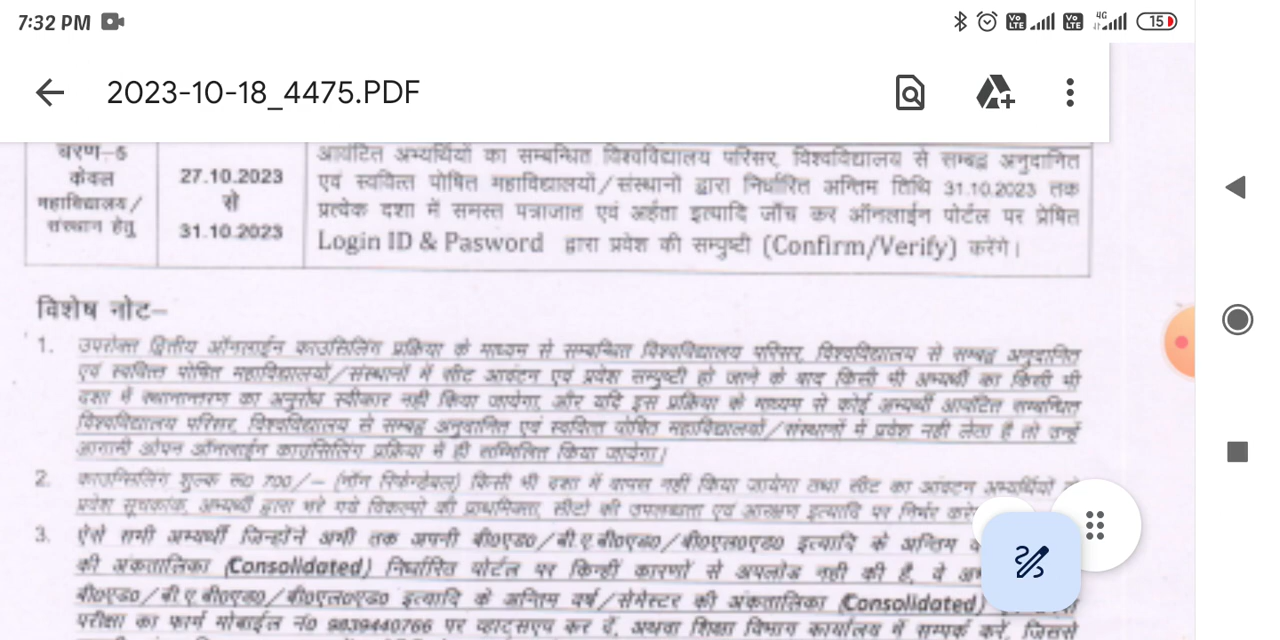 7:32 PM
4G
15
2023-10-18_4475.PDF
चरण–5
केवल
महाविद्यालय/
संस्थान हेतु
27.10.2023
से
31.10.2023
आवंटित अभ्यर्थियों का सम्बन्धित विश्वविद्यालय परिसर, विश्वविद्यालय से सम्बद्ध अनुदानित
एवं स्ववित्त पोषित महाविद्यालयों/संस्थानों द्वारा निर्धारित अन्तिम तिथि 31.10.2023 तक
प्रत्येक दशा में समस्त पत्राजात एवं अर्हता इत्यादि जाँच कर ऑनलाईन पोर्टल पर प्रेषित
Login ID & Pasword द्वारा प्रवेश की सम्पुष्टी (Confirm/Verify) करेंगे।
विशेष नोट–
1. उपरोक्त द्वितीय ऑनलाईन काउंसिलिंग प्रक्रिया के माध्यम से सम्बन्धित विश्वविद्यालय परिसर, विश्वविद्यालय से सम्बद्ध अनुदानित
एवं स्ववित्त पोषित महाविद्यालयों/संस्थानों में सीट आवंटन एवं प्रवेश सम्पुष्टी हो जाने के बाद किसी भी अभ्यर्थी का किसी भी
दशा में स्थानान्तरण का अनुरोध स्वीकार नही किया जायेगा, और यदि इस प्रक्रिया के माध्यम से कोई अभ्यर्थी आवंटित सम्बन्धित
विश्वविद्यालय परिसर, विश्वविद्यालय से सम्बद्ध अनुदानित एवं स्ववित्त पोषित महाविद्यालयों/संस्थानों में प्रवेश नही लेता है तो उन्हें
आगामी ओपन ऑनलाईन काउंसिलिंग प्रक्रिया में ही सम्मिलित किया जायेगा।
2. काउन्सिलिंग शुल्क रू0 700/– (नॉन रिफन्डेबल) किसी भी दशा में वापस नहीं किया जायेगा तथा सीट का आवंटन अभ्यर्थियों
प्रवेश सूचकांक, अभ्यर्थी द्वारा भरे गये विकल्पों की प्राथमिकता, सीटों की उपलब्धता एवं आरक्षण इत्यादि पर निर्भर
3. ऐसे सभी अभ्यर्थी जिन्होंने अभी तक अपनी बी0एड0/बी.ए.बी0एड0/बी0एल0एड0 इत्यादि के अन्तिम
की अंकतालिका (Consolidated) निर्धारित पोर्टल पर किन्हीं कारणों से अपलोड नही की है, वे
बी0एड0/बी.ए.बी0एड0/बी0एल0एड0 इत्यादि के अन्तिम वर्ष/सेमेस्टर की अंकतालिका (Consolidated)
परीक्षा का फार्म मोबाईल नं0 9839440766 पर व्हाट्सएप कर दें, अथवा शिक्षा विभाग कार्यालय में सम्पर्क करें, जिससे